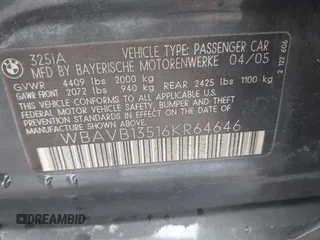 BMW
325iA VEHICLE TYPE: PASSENGER CAR
MFD BY BAYERISCHE MOTORENWERKE 04/05
GVWR 4409 lbs 2000 kg
GAWR FRONT 2072 lbs 940 kg REAR 2425 lbs 1100 kg
THIS VEHICLE CONFORMS TO ALL APPLICABLE
FEDERAL MOTOR VEHICLE SAFETY, BUMPER AND
THEFT PREVENTION STANDARDS IN EFFECT ON
THE DATE OF MANUFACTURE SHOWN ABOVE.
WBAVB13516KR64646
DREAMBID